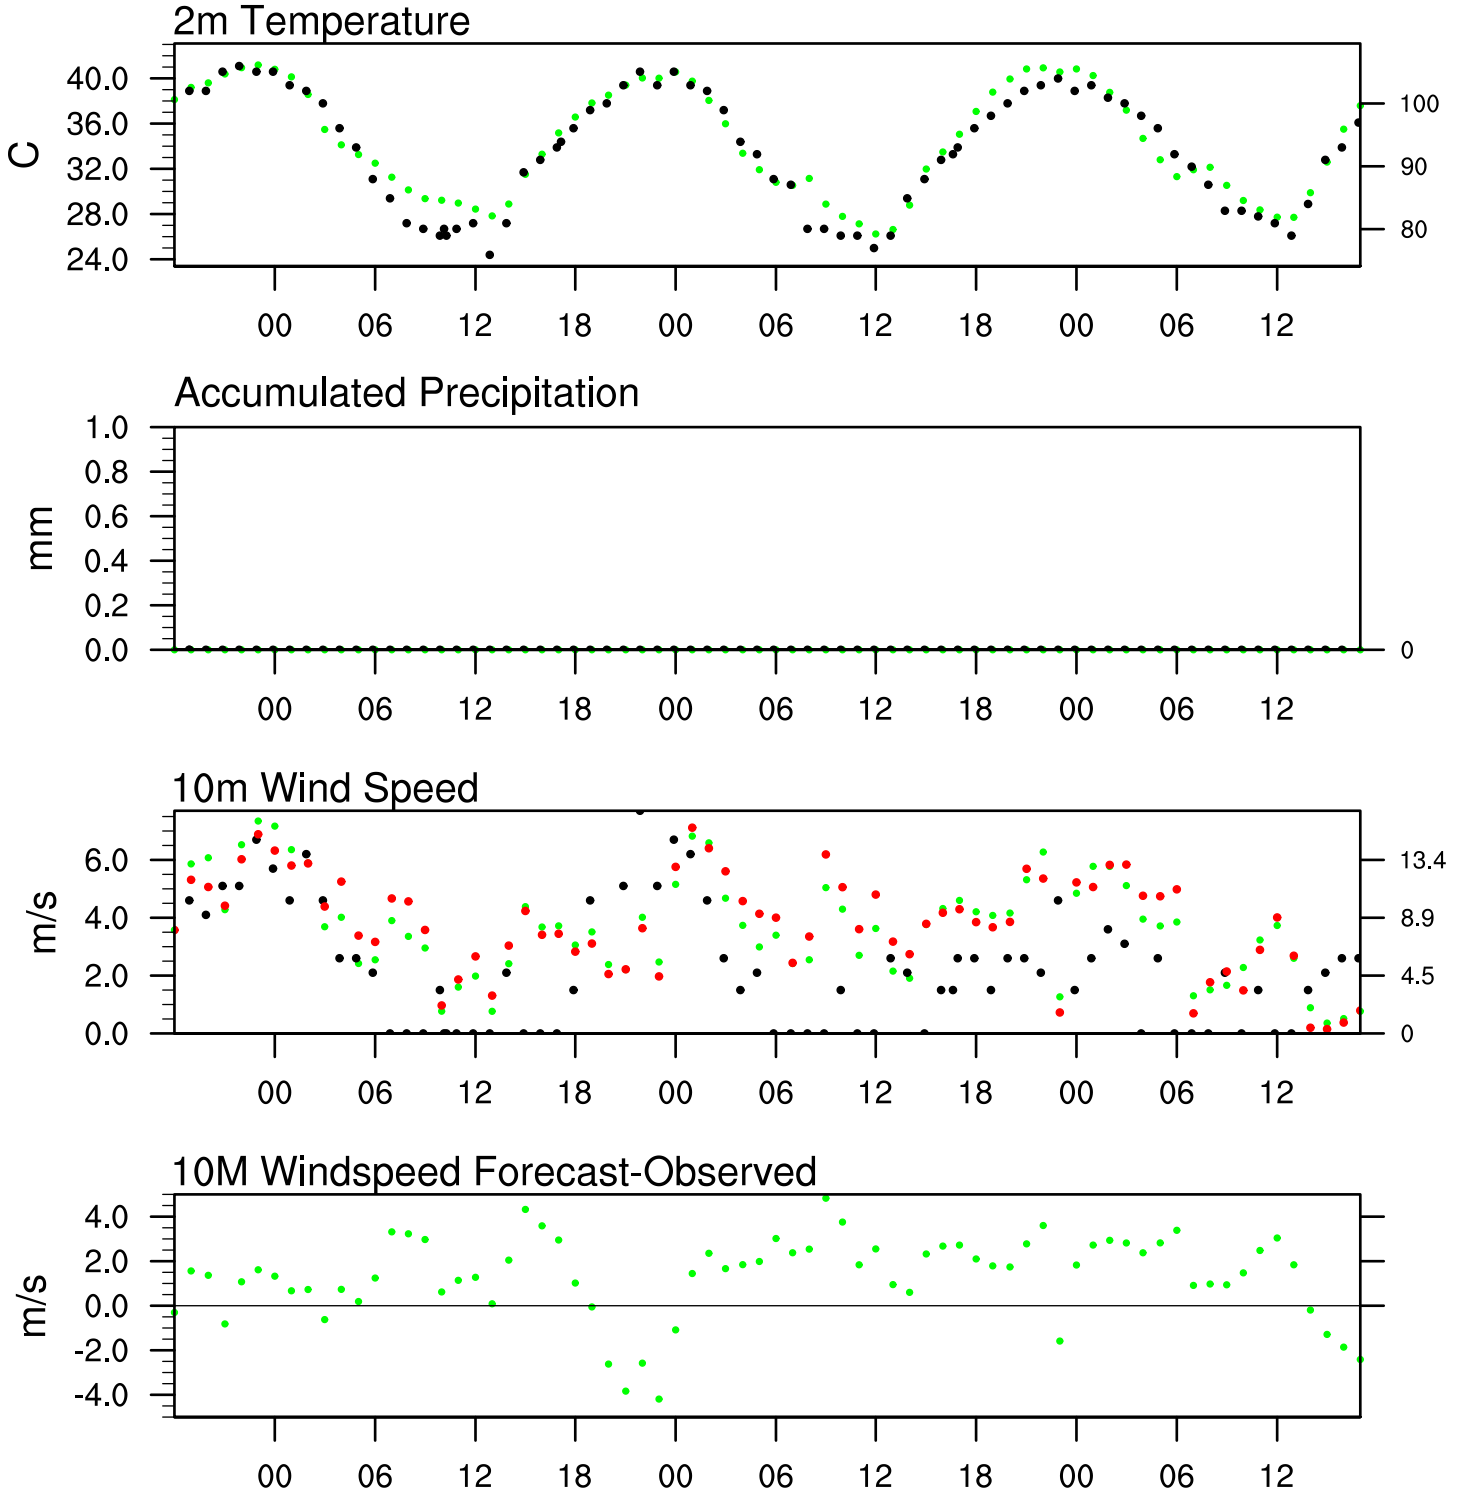 2m Temperature
C
40.0
36.0
32.0
28.0
24.0
100
90
80
00 06 12 18 00 06 12 18 00 06 12
Accumulated Precipitation
mm
1.0
0.8
0.6
0.4
0.2
0.0
0
00 06 12 18 00 06 12 18 00 06 12
10m Wind Speed
m/s
6.0
4.0
2.0
0.0
13.4
8.9
4.5
0
00 06 12 18 00 06 12 18 00 06 12
10M Windspeed Forecast-Observed
m/s
4.0
2.0
0.0
-2.0
-4.0
00 06 12 18 00 06 12 18 00 06 12